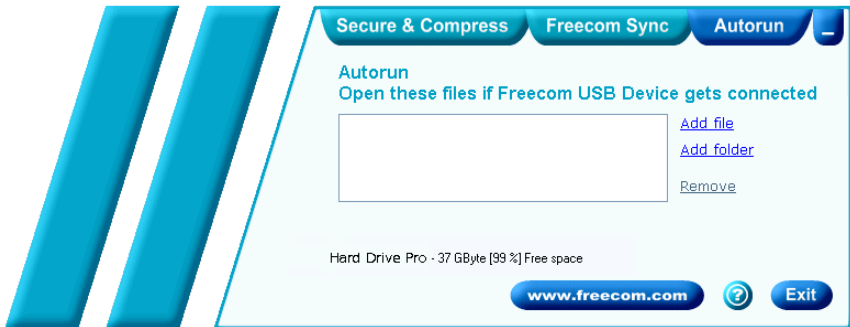 Secure & Compress Freecom Sync Autorun _
Autorun
Open these files if Freecom USB Device gets connected
Add file
Add folder
Remove
Hard Drive Pro - 37 GByte [99 %] Free space
www.freecom.com ? Exit